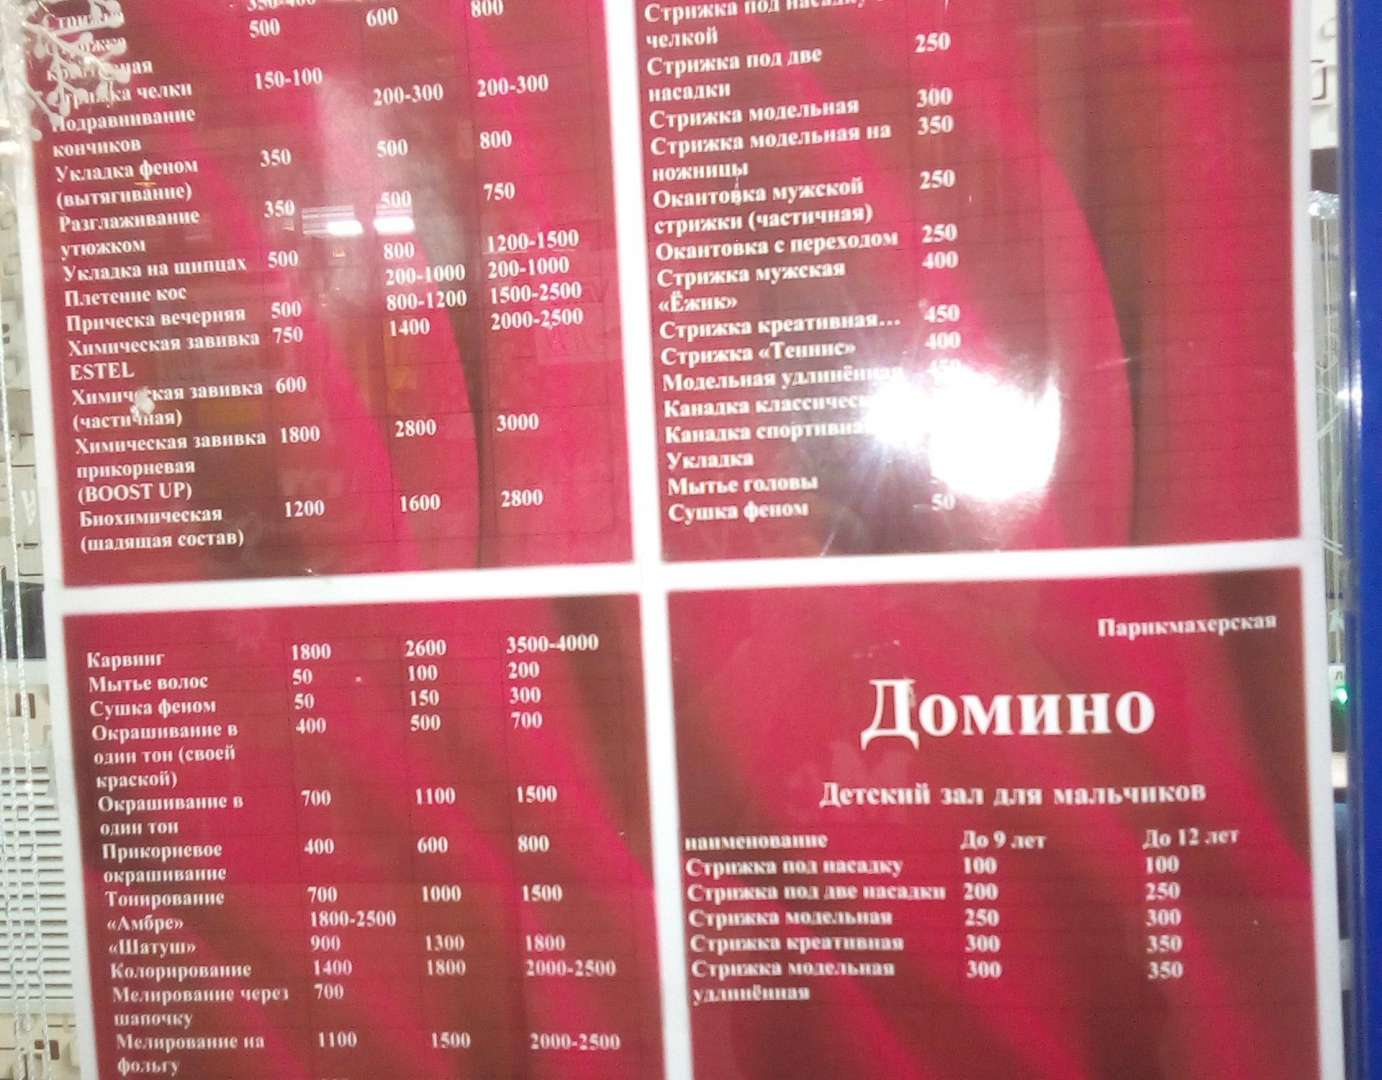 350-400
500 600 800
150-100
Стрижка челки 200-300 200-300
Подравнивание
кончиков
Укладка феном 350 500 800
(вытягивание)
Разглаживание 350 500 750
утюжком
Укладка на щипцах 500 800 1200-1500
Плетение кос 200-1000 200-1000
Прическа вечерняя 500 800-1200 1500-2500
Химическая завивка 750 1400 2000-2500
ESTEL
Химическая завивка 600
(частичная)
Химическая завивка 1800 2800 3000
прикорневая
(BOOST UP)
Биохимическая 1200 1600 2800
(щадящая состав)
Стрижка под насадку
челкой
Стрижка под две 250
насадки
Стрижка модельная 300
Стрижка модельная на 350
ножницы
Окантовка мужской 250
стрижки (частичная)
Окантовка с переходом 250
Стрижка мужская 400
«Ёжик»
Стрижка креативная... 450
Стрижка «Теннис» 400
Модельная удлинённая 450
Канадка
Канадка
Укладка
Мытье головы
Сушка феном 50
Карвинг 1800 2600 3500-4000
Мытье волос 50 100 200
Сушка феном 50 150 300
Окрашивание в 400 500 700
один тон (своей
краской)
Окрашивание в 700 1100 1500
один тон
Прикорневое 400 600 800
окрашивание
Тонирование 700 1000 1500
«Амбре» 1800-2500
«Шатуш» 900 1300 1800
Колорирование 1400 1800 2000-2500
Мелирование через 700
шапочку
Мелирование на 1100 1500 2000-2500
фольгу
Парикмахерская
Домино
Детский зал для мальчиков
наименование До 9 лет До 12 лет
Стрижка под насадку 100 100
Стрижка под две насадки 200 250
Стрижка модельная 250 300
Стрижка креативная 300 350
Стрижка модельная 300 350
удлинённая